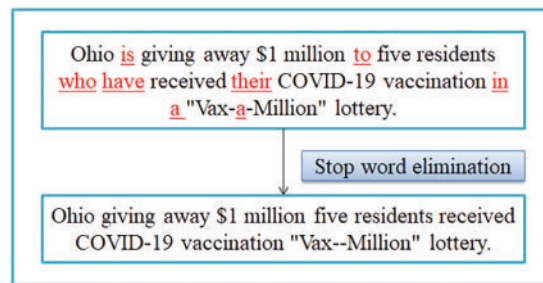 Ohio is giving away $1 million to five residents
who have received their COVID-19 vaccination in
a "Vax-a-Million" lottery.
Stop word elimination
Ohio giving away $1 million five residents received
COVID-19 vaccination "Vax--Million" lottery.